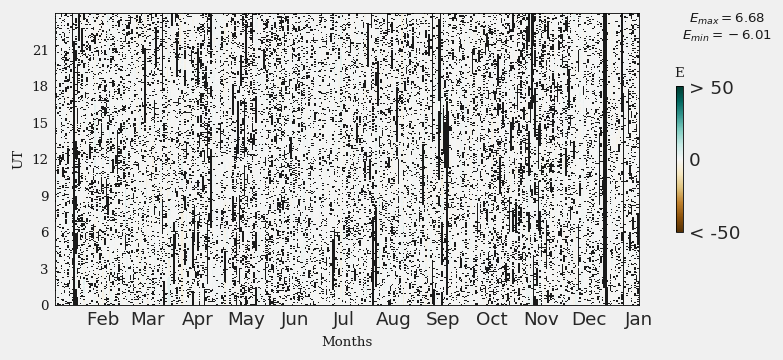 E_max = 6.68
E_min = −6.01
E
> 50
0
< -50
21
18
15
12
9
6
3
0
UT
Feb Mar Apr May Jun Jul Aug Sep Oct Nov Dec Jan
Months